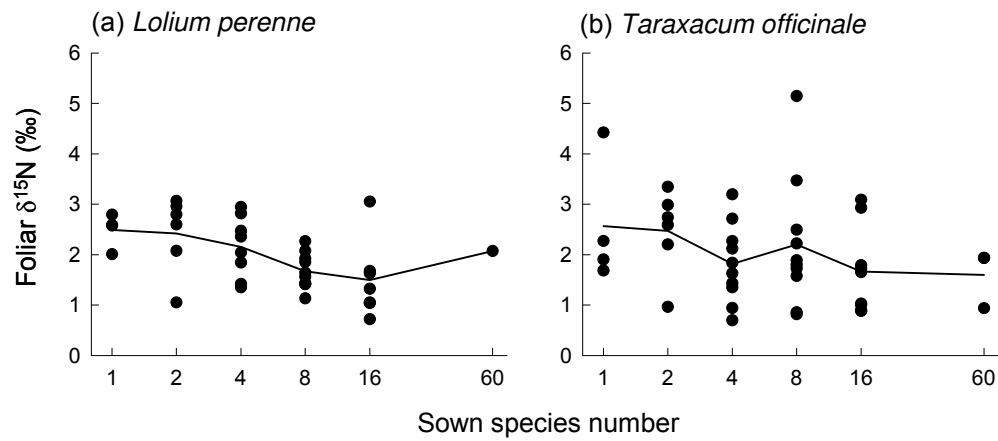 (a) Lolium perenne
(b) Taraxacum officinale
Foliar δ¹⁵N (‰)
6
5
4
3
2
1
0
1 2 4 8 16 60
6
5
4
3
2
1
0
1 2 4 8 16 60
Sown species number